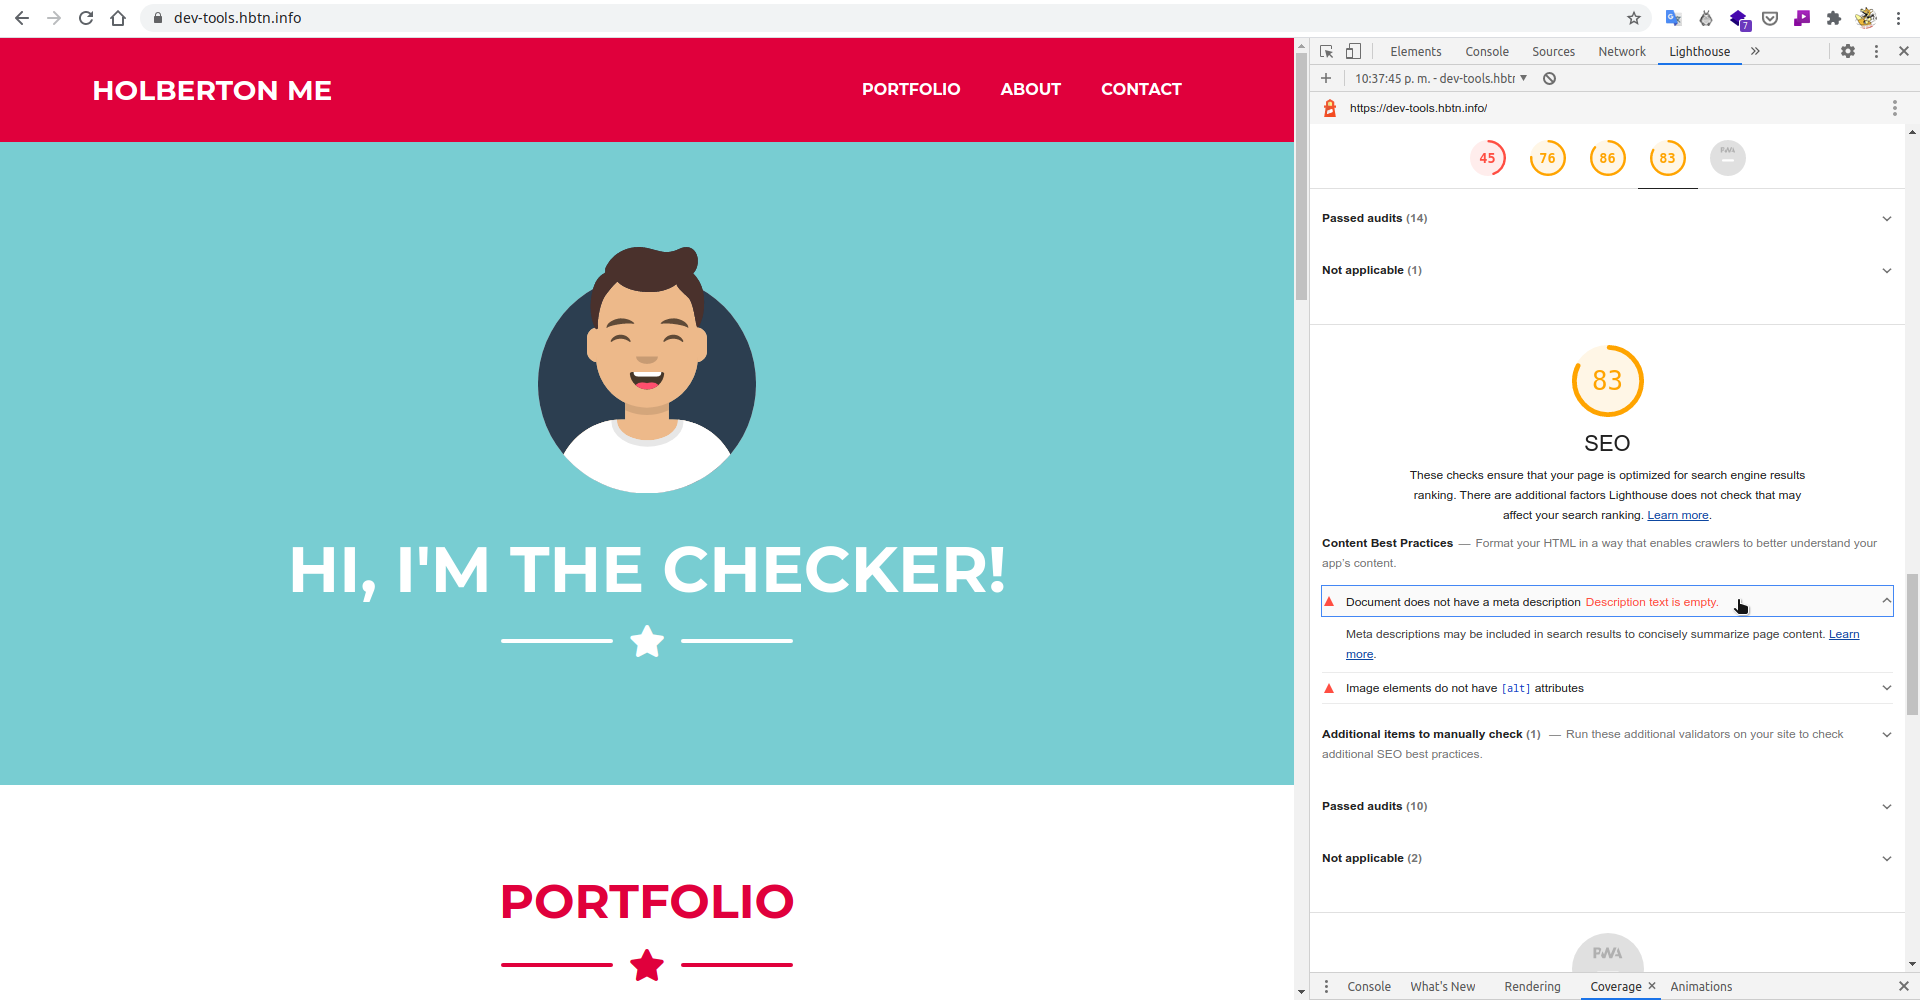 dev-tools.hbtn.info
7
HOLBERTON ME
PORTFOLIO ABOUT CONTACT
HI, I'M THE CHECKER!
PORTFOLIO
Elements Console Sources Network Lighthouse
10:37:45 p. m. - dev-tools.hbtn
https://dev-tools.hbtn.info/
45 76 86 83 PWA
Passed audits (14)
Not applicable (1)
83
SEO
These checks ensure that your page is optimized for search engine results
ranking. There are additional factors Lighthouse does not check that may
affect your search ranking. Learn more.
Content Best Practices — Format your HTML in a way that enables crawlers to better understand your
app's content.
Document does not have a meta description Description text is empty.
Meta descriptions may be included in search results to concisely summarize page content. Learn
more.
Image elements do not have [alt] attributes
Additional items to manually check (1) — Run these additional validators on your site to check
additional SEO best practices.
Passed audits (10)
Not applicable (2)
PWA
Console What's New Rendering Coverage Animations